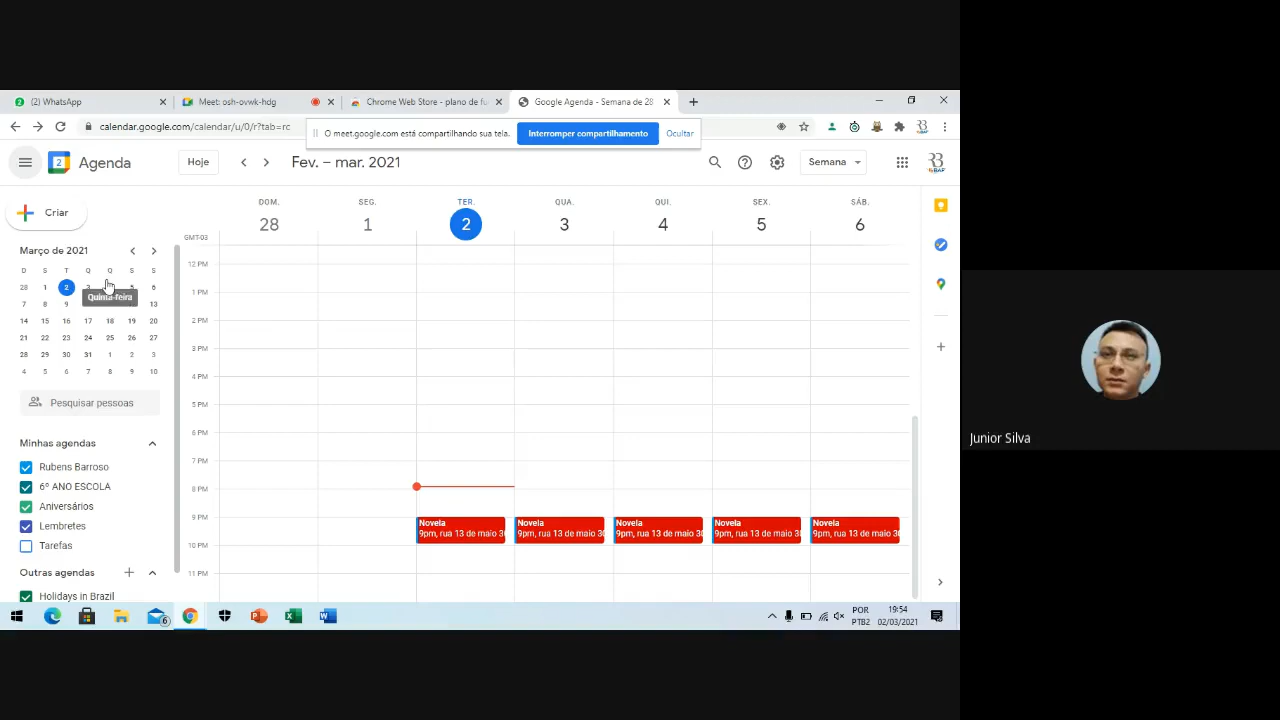 (2) WhatsApp
Meet: osh-ovwk-hdg
Chrome Web Store - plano de fu
Google Agenda - Semana de 28
calendar.google.com/calendar/u/0/r?tab=rc
O meet.google.com está compartilhando sua tela.
Interromper compartilhamento
Ocultar
2
Agenda
Hoje
Fev. – mar. 2021
Semana
Criar
DOM. SEG. TER. QUA. QUI. SEX. SÁB.
28 1 2 3 4 5 6
GMT-03
Março de 2021
D S T Q Q S S
28 1 2 3 5 6
Quinta-feira
7 8 9 13
14 15 16 17 18 19 20
21 22 23 24 25 26 27
28 29 30 31 1 2 3
4 5 6 7 8 9 10
Pesquisar pessoas
Minhas agendas
Rubens Barroso
6º ANO ESCOLA
Aniversários
Lembretes
Tarefas
Outras agendas
Holidays in Brazil
12 PM
1 PM
2 PM
3 PM
4 PM
5 PM
6 PM
7 PM
8 PM
9 PM
10 PM
11 PM
Novela Novela Novela Novela Novela
9pm, rua 13 de maio 30 9pm, rua 13 de maio 30 9pm, rua 13 de maio 30 9pm, rua 13 de maio 30 9pm, rua 13 de maio 30
6
POR
PTB2
19:54
02/03/2021
Junior Silva